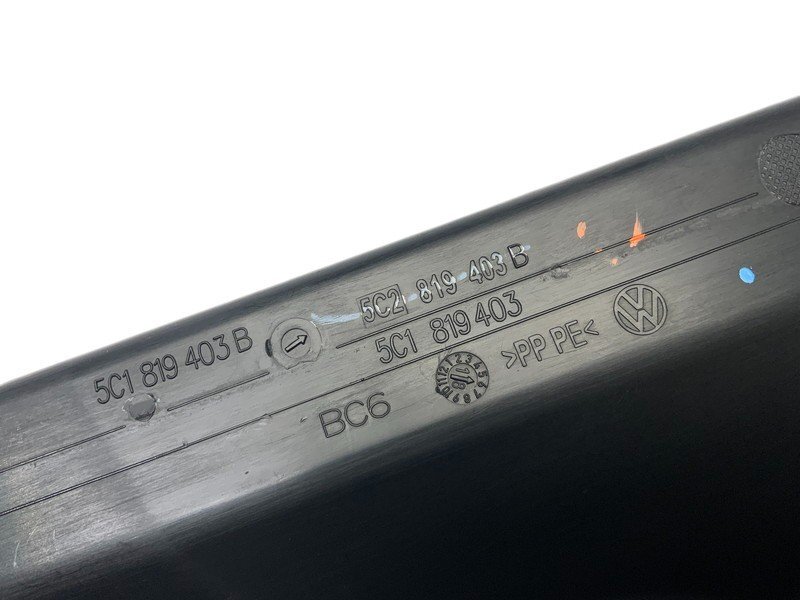 5C1 819 403 B
5C2 819 403 B
5C1 819 403
BC6
>PP PE<